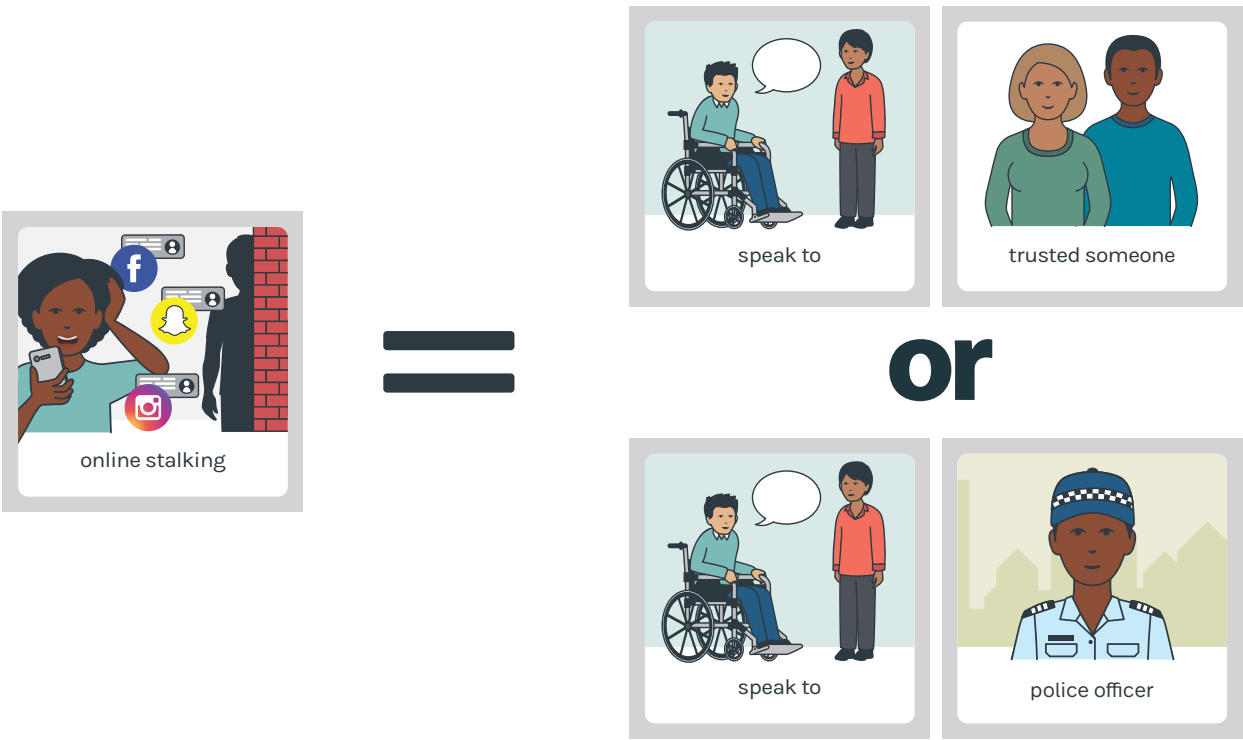 online stalking
speak to
trusted someone
or
speak to
police officer